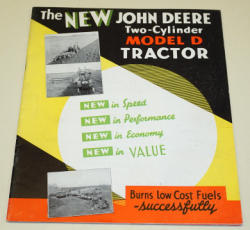 The NEW JOHN DEERE
Two-Cylinder
MODEL D
TRACTOR
NEW in Speed
NEW in Performance
NEW in Economy
NEW in VALUE
Burns Low Cost Fuels
-successfully